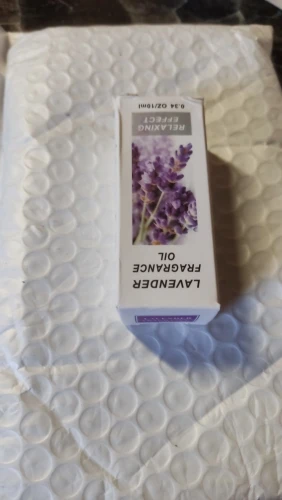 LAVENDER
FRAGRANCE
OIL
RELAXING
EFFECT
0.34 OZ/10ml